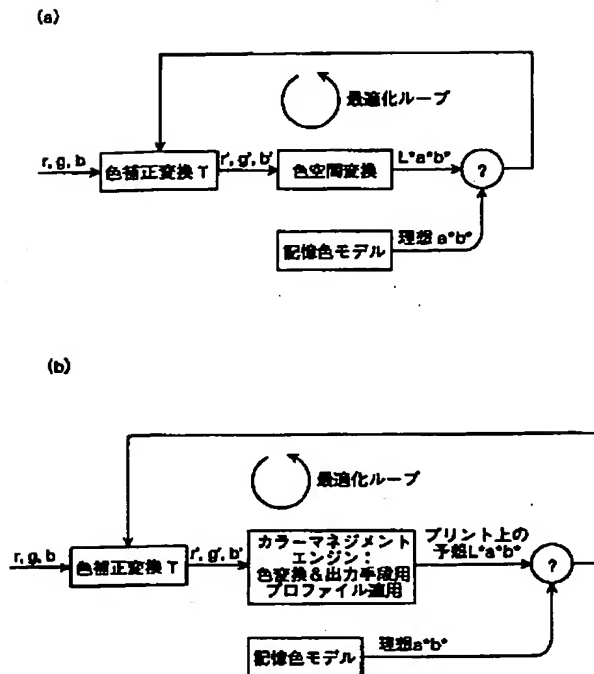 (a)
最適化ループ
r, g, b
色補正変換 T
r', g', b'
色空間変換
L*a*b*
?
記憶色モデル
理想 a*b*
(b)
最適化ループ
r, g, b
色補正変換 T
r', g', b'
カラーマネジメント
エンジン：
色変換&出力手段用
プロファイル適用
プリント上の
予想L*a*b*
?
記憶色モデル
理想a*b*